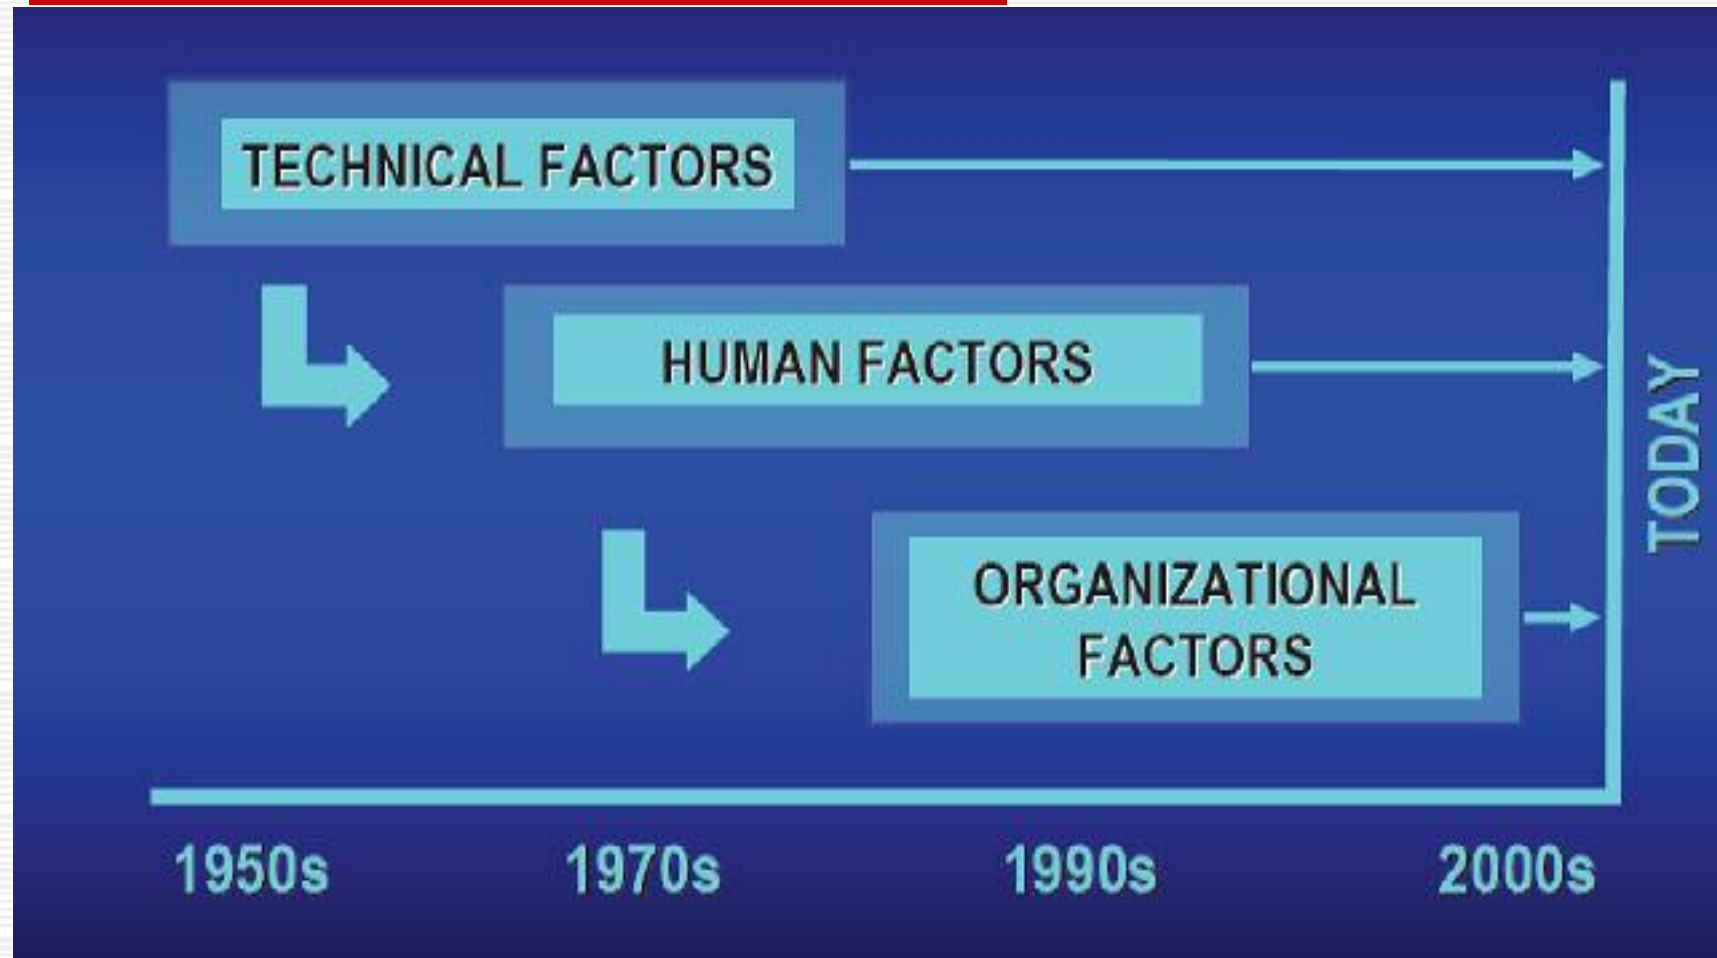 TECHNICAL FACTORS
HUMAN FACTORS
ORGANIZATIONAL
FACTORS
TODAY
1950s 1970s 1990s 2000s